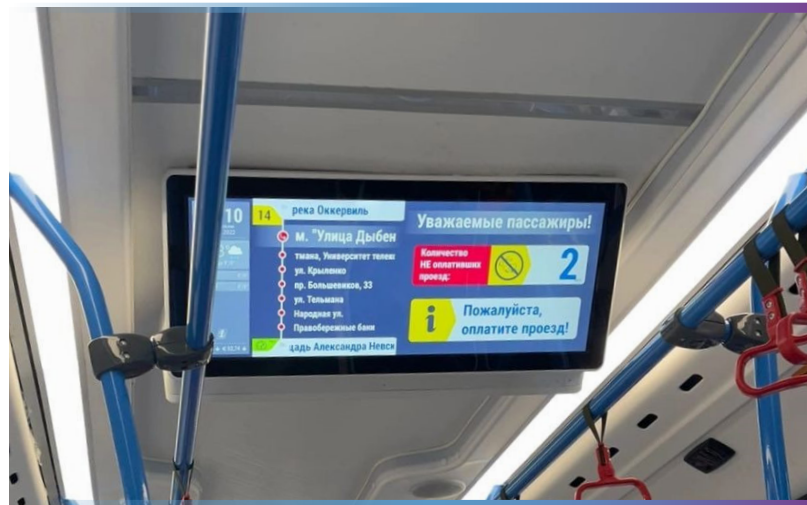 10
2022
14
река Оккервиль
м. "Улица Дыбен
тмана, Университет телек
ул. Крыленко
пр. Большевиков, 33
ул. Тельмана
Народная ул.
Правобережные бани
щадь Александра Невск
Уважаемые пассажиры!
Количество
НЕ оплативших
проезд:
2
i
Пожалуйста,
оплатите проезд!